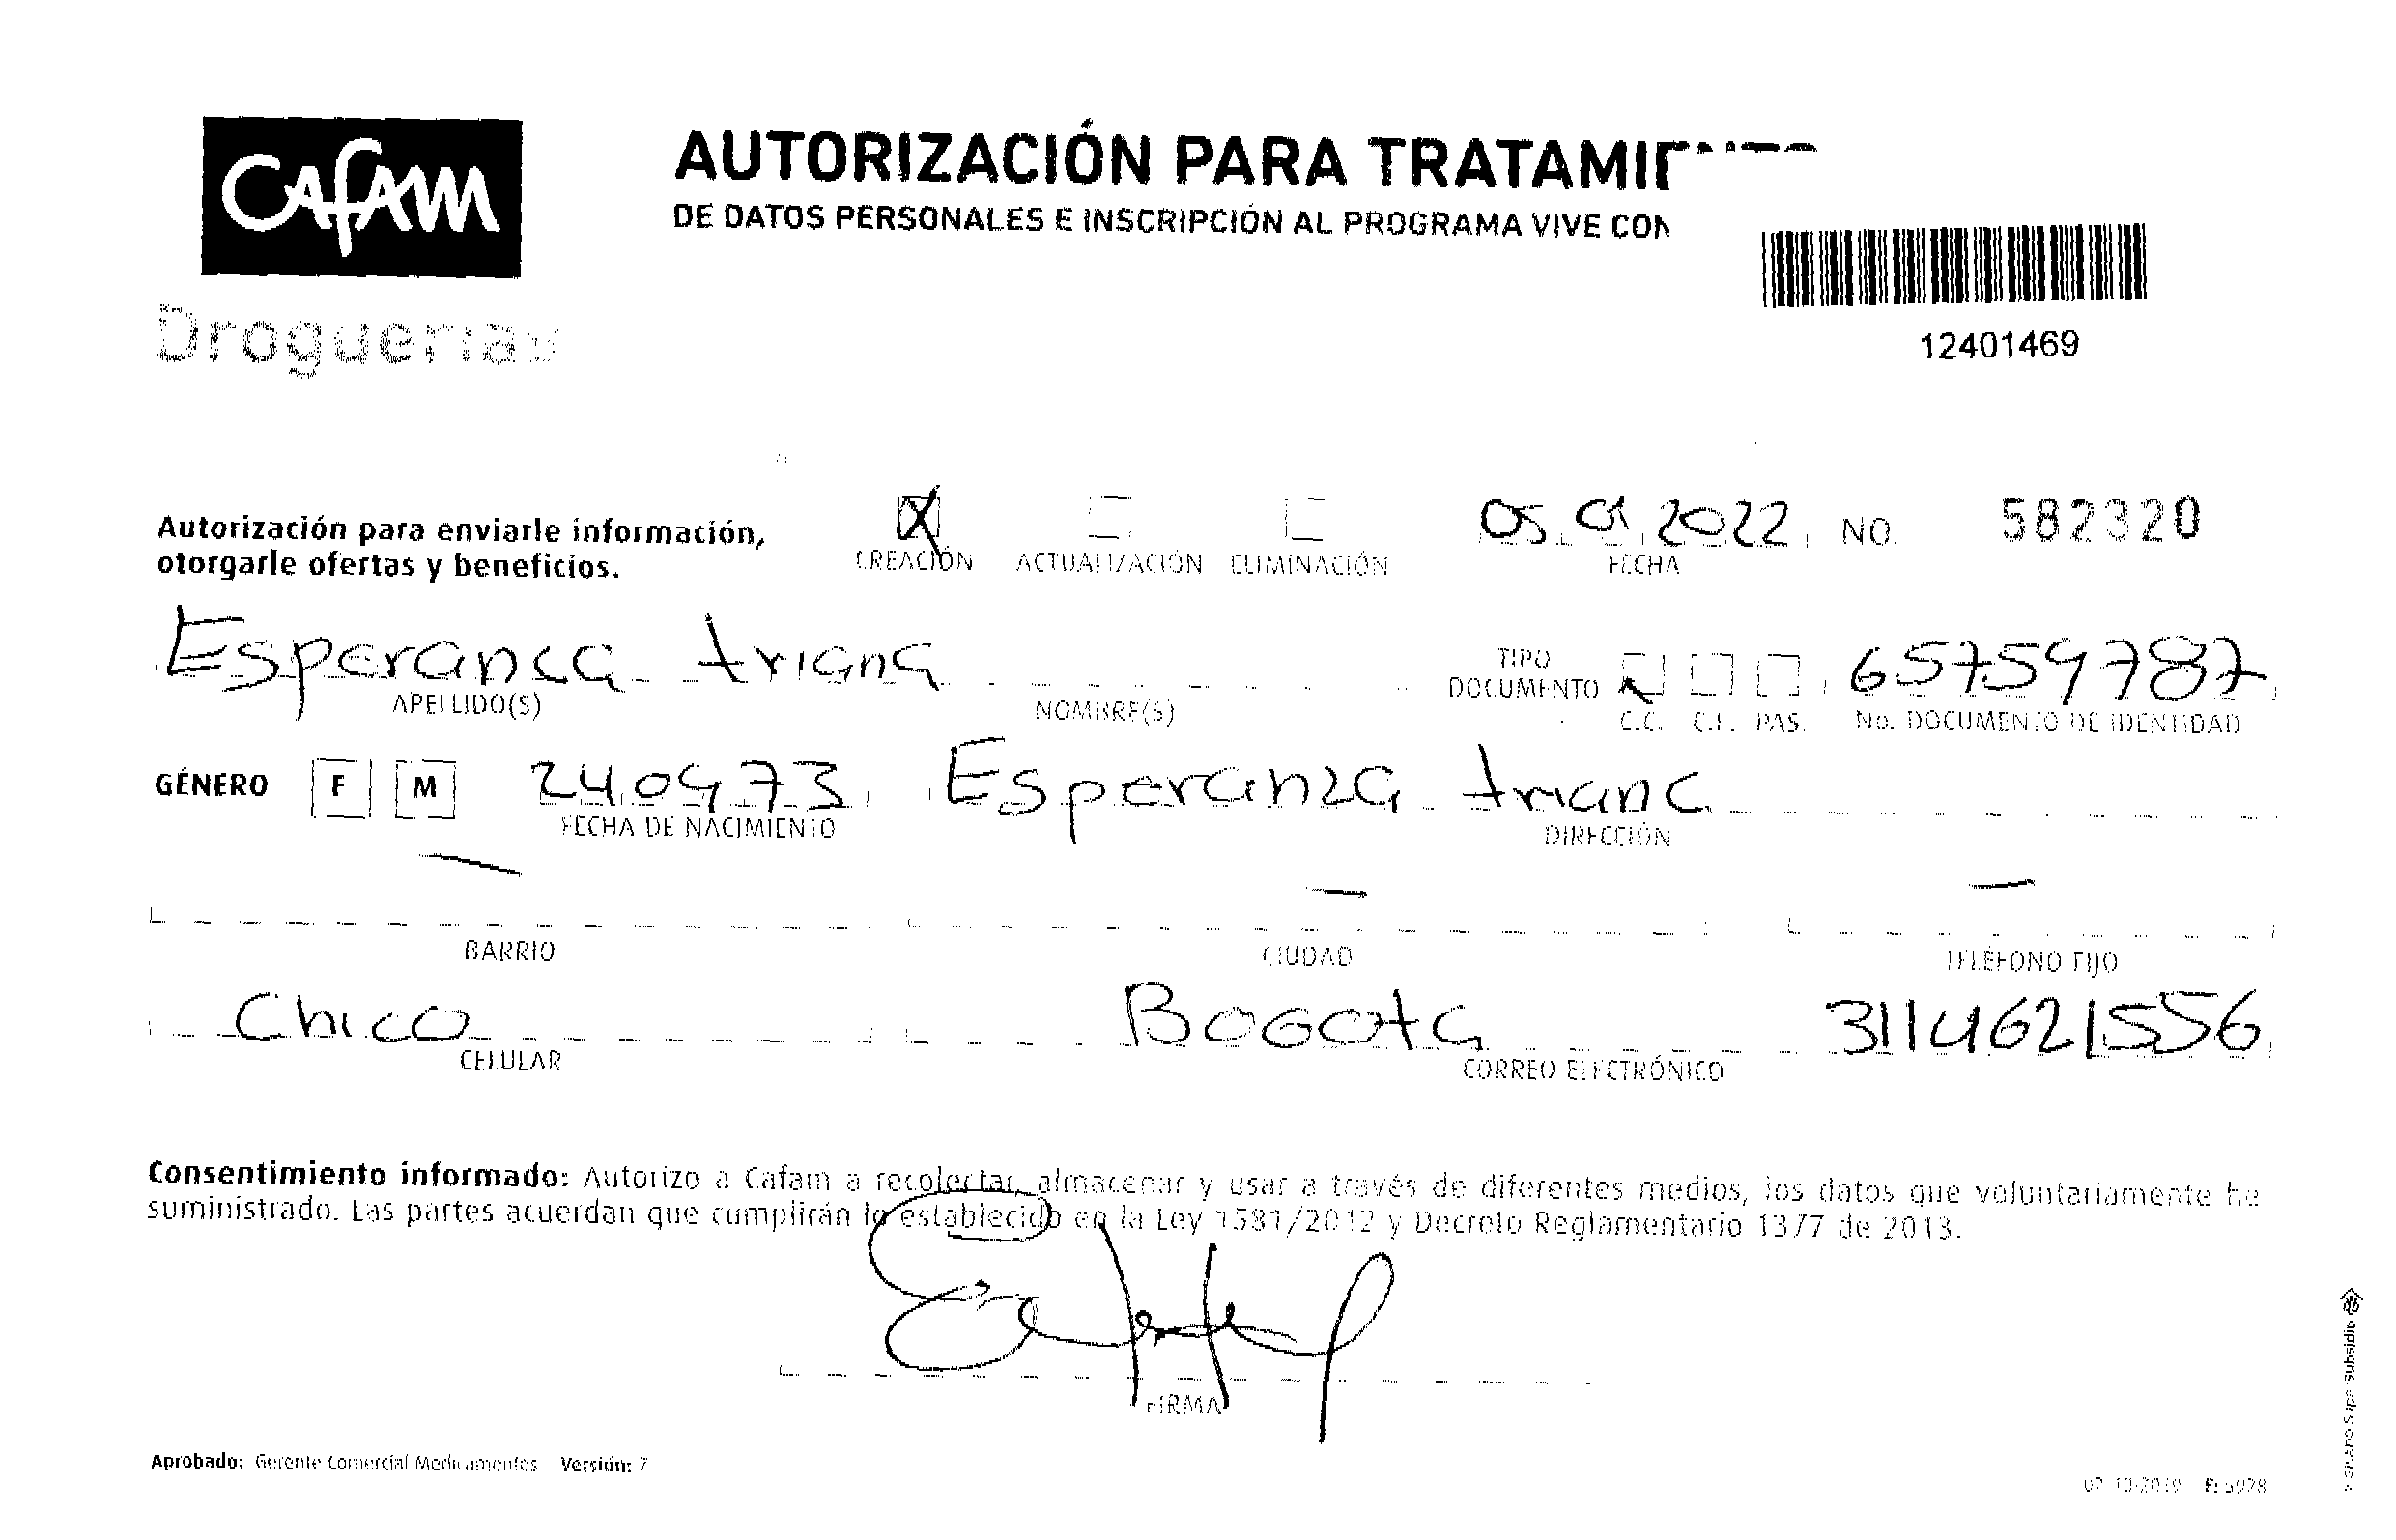 Cafam
Droguerías
AUTORIZACIÓN PARA TRATAMI
DE DATOS PERSONALES E INSCRIPCIÓN AL PROGRAMA VIVE CON
12401469
Autorización para enviarle información,
otorgarle ofertas y beneficios.
CREACIÓN ACTUALIZACIÓN ELIMINACIÓN
05 01 2022 NO. 582320
FECHA
Esperanca triana
APELLIDO(S) NOMBRE(S)
TIPO
DOCUMENTO
C.C. C.E. PAS.
65759787
No. DOCUMENTO DE IDENTIDAD
GÉNERO F M 240973 Esperanza triana
FECHA DE NACIMIENTO DIRECCIÓN
BARRIO CIUDAD TELÉFONO FIJO
Chico Bogota 3114621556
CELULAR CORREO ELECTRÓNICO
Consentimiento informado: Autorizo a Cafam a recolectar, almacenar y usar a través de diferentes medios, los datos que voluntariamente he
suministrado. Las partes acuerdan que cumplirán lo establecido en la Ley 1581/2012 y Decreto Reglamentario 1377 de 2013.
FIRMA
Aprobado: Gerente Comercial Medicamentos Versión: 7
VIGILADO SuperSubsidio